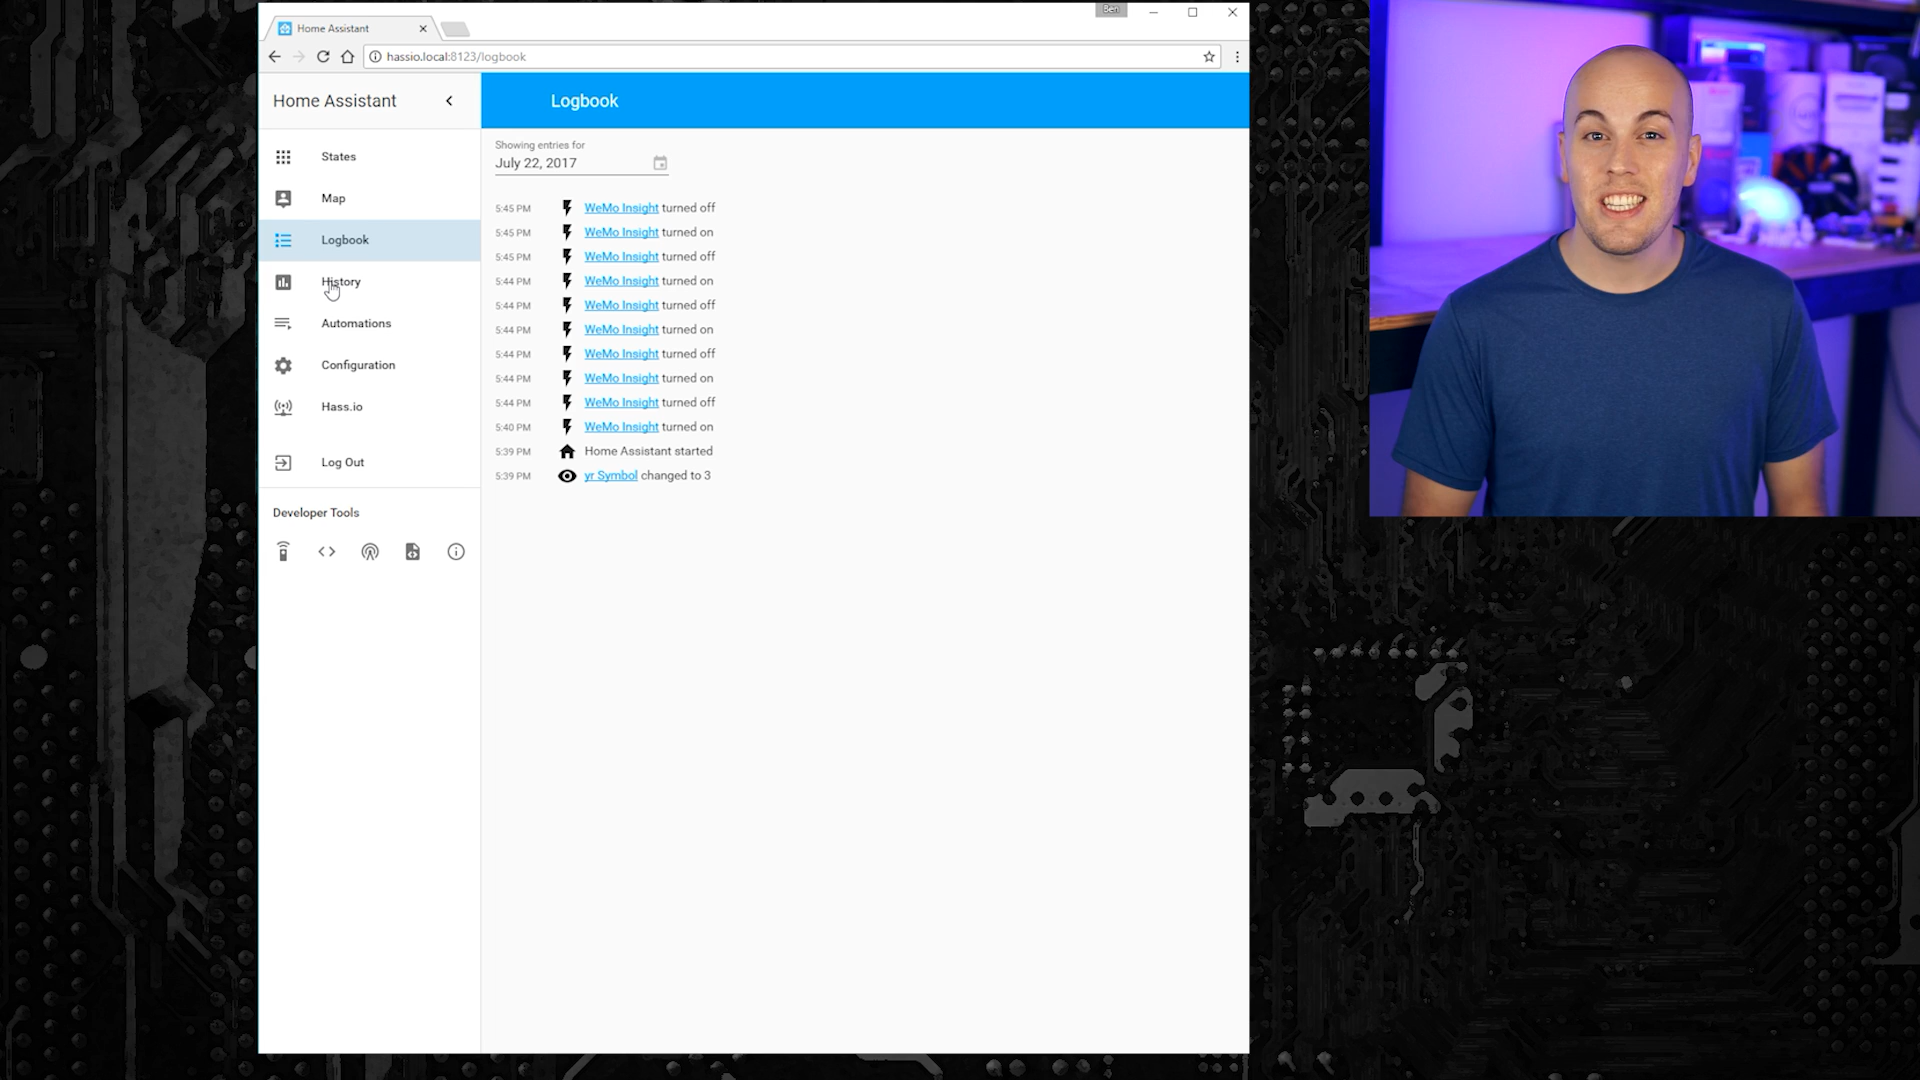 Ben
Home Assistant
hassio.local:8123/logbook
Home Assistant
Logbook
Showing entries for
July 22, 2017
States
Map
Logbook
History
Automations
Configuration
Hass.io
Log Out
Developer Tools
5:45 PM WeMo Insight turned off
5:45 PM WeMo Insight turned on
5:45 PM WeMo Insight turned off
5:44 PM WeMo Insight turned on
5:44 PM WeMo Insight turned off
5:44 PM WeMo Insight turned on
5:44 PM WeMo Insight turned off
5:44 PM WeMo Insight turned on
5:44 PM WeMo Insight turned off
5:40 PM WeMo Insight turned on
5:39 PM Home Assistant started
5:39 PM yr Symbol changed to 3